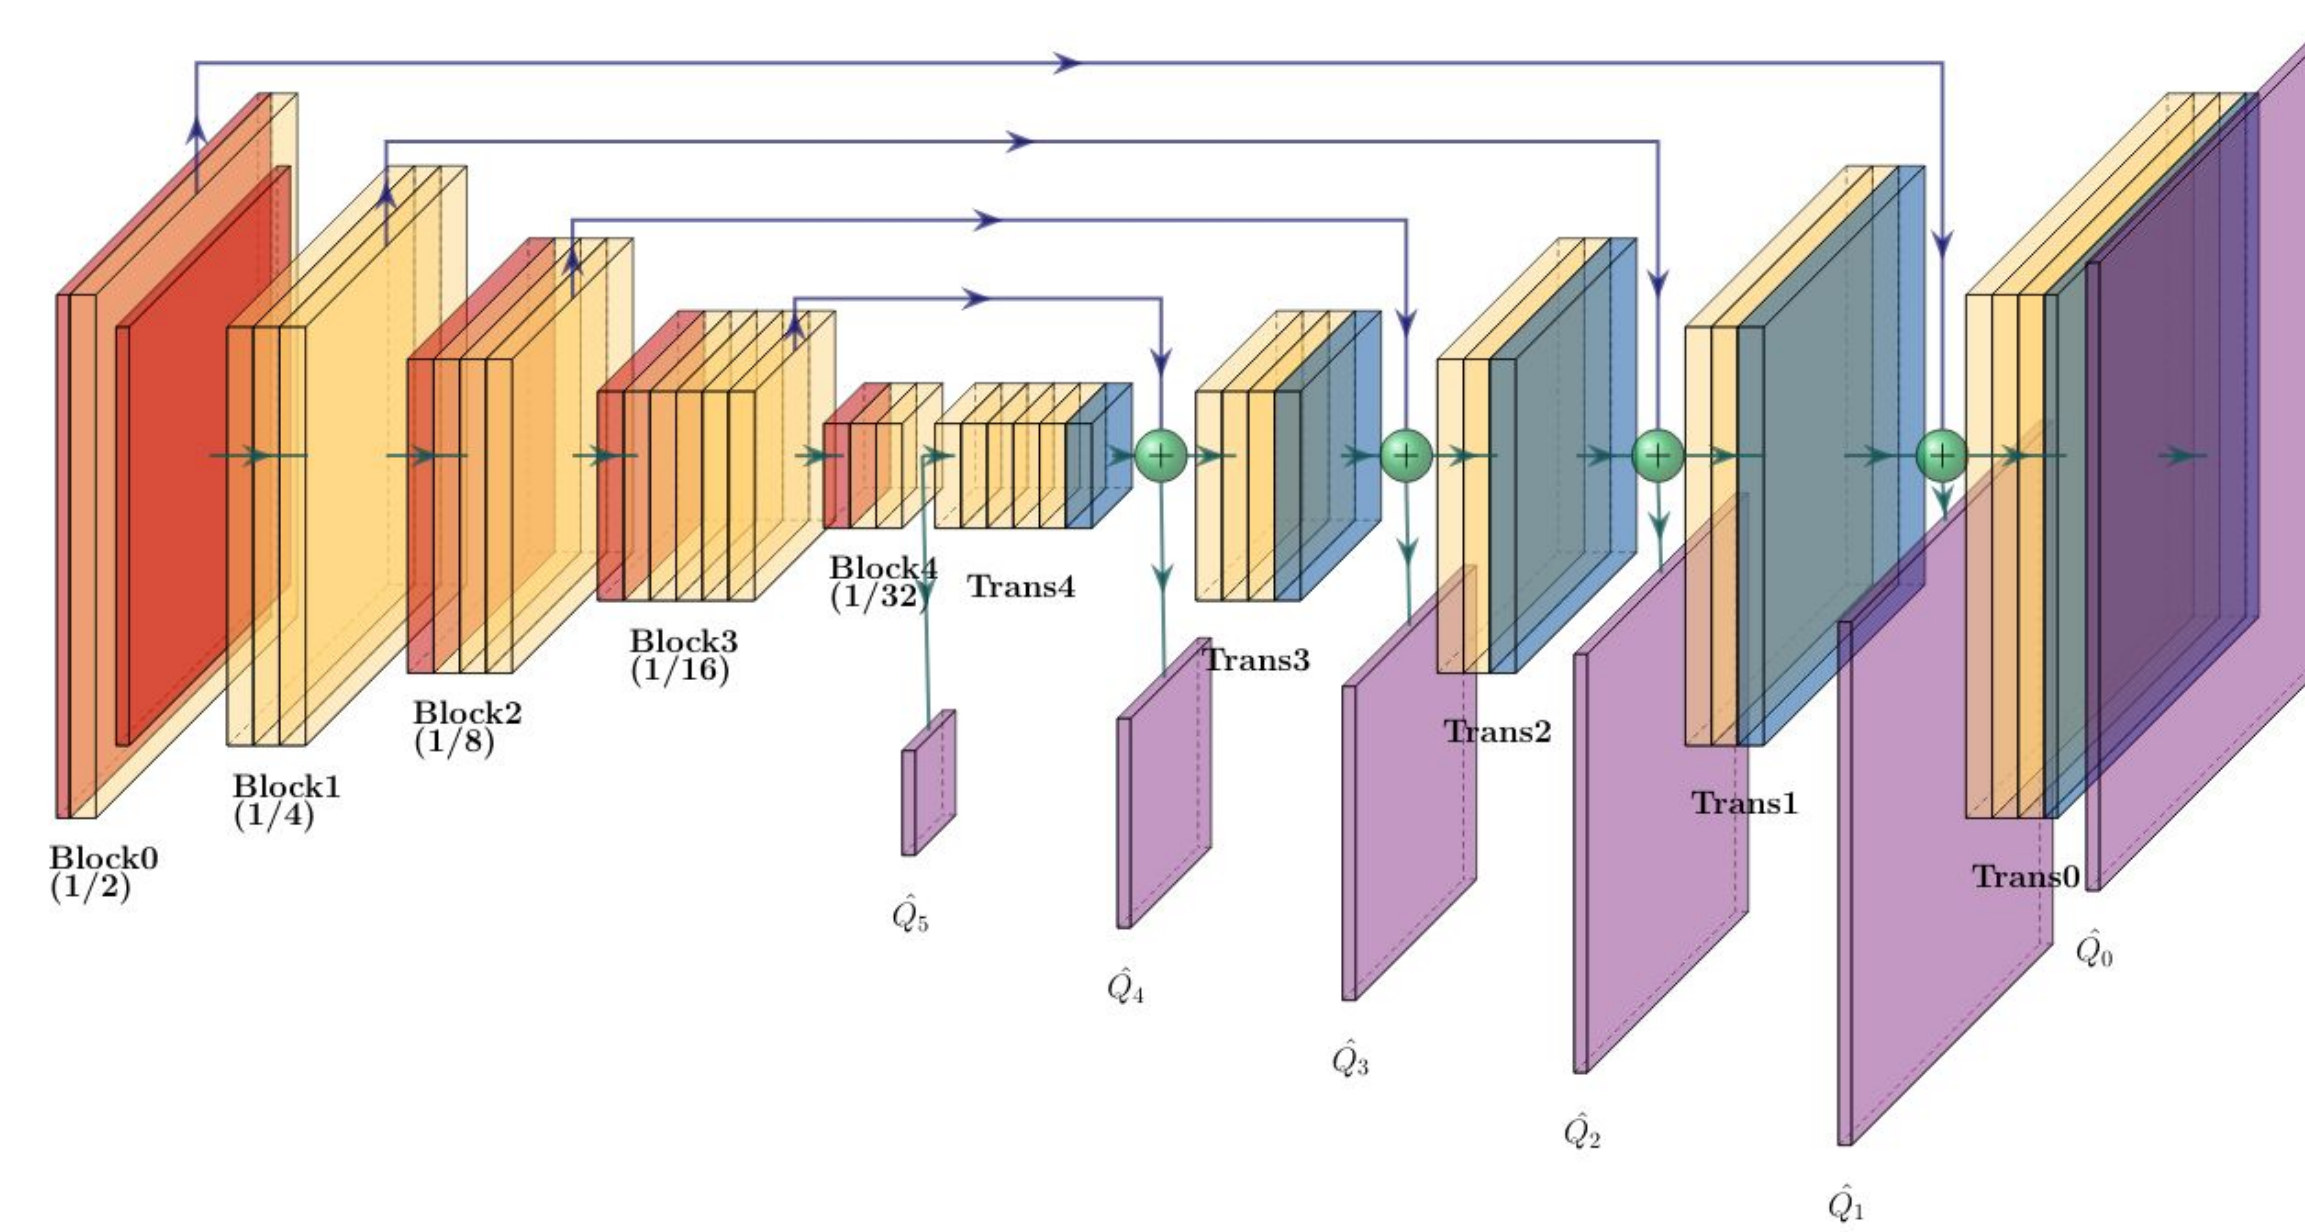 Block0
(1/2)
Block1
(1/4)
Block2
(1/8)
Block3
(1/16)
Block4
(1/32)
Trans4
Trans3
Trans2
Trans1
Trans0
+
+
+
+
Q̂₅
Q̂₄
Q̂₃
Q̂₂
Q̂₁
Q̂₀